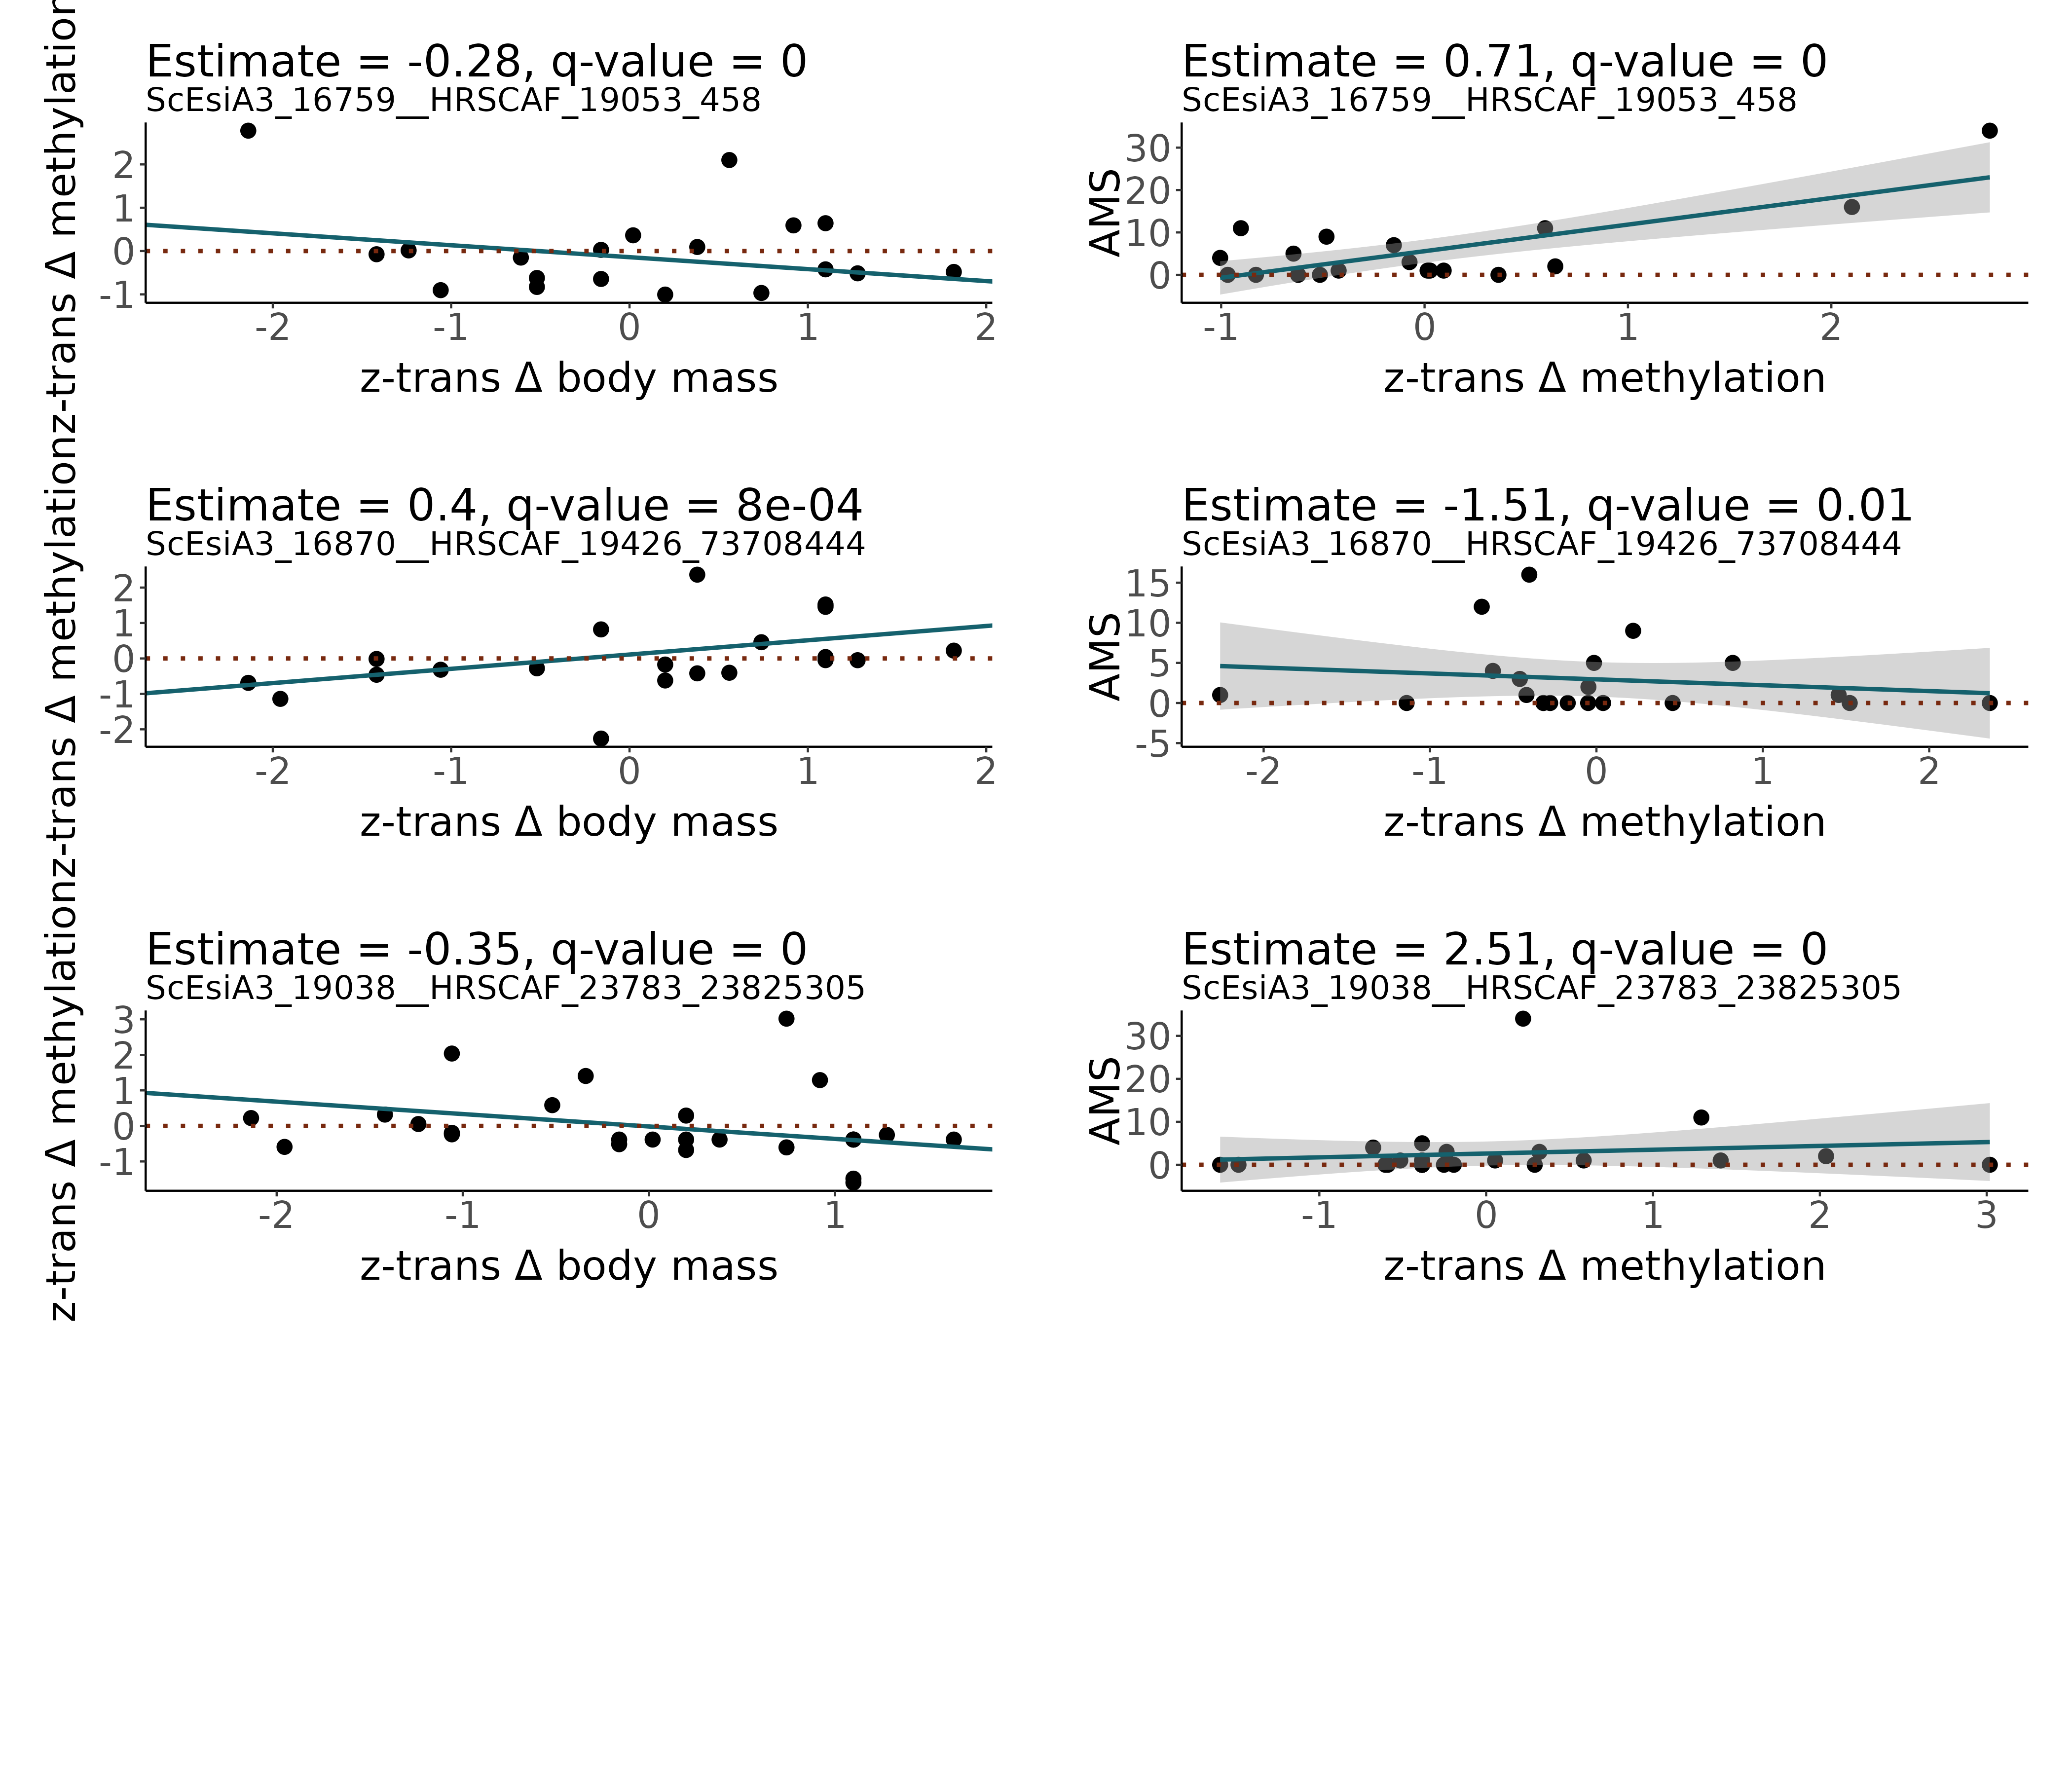 Estimate = -0.28, q-value = 0
ScEsiA3_16759__HRSCAF_19053_458
z-trans Δ methylation
2
1
0
-1
-2
-1
0
1
2
z-trans Δ body mass
Estimate = 0.71, q-value = 0
ScEsiA3_16759__HRSCAF_19053_458
AMS
30
20
10
0
-1
0
1
2
z-trans Δ methylation
Estimate = 0.4, q-value = 8e-04
ScEsiA3_16870__HRSCAF_19426_73708444
z-trans Δ methylation
2
1
0
-1
-2
-2
-1
0
1
2
z-trans Δ body mass
Estimate = -1.51, q-value = 0.01
ScEsiA3_16870__HRSCAF_19426_73708444
AMS
15
10
5
0
-5
-2
-1
0
1
2
z-trans Δ methylation
Estimate = -0.35, q-value = 0
ScEsiA3_19038__HRSCAF_23783_23825305
z-trans Δ methylation
3
2
1
0
-1
-2
-1
0
1
z-trans Δ body mass
Estimate = 2.51, q-value = 0
ScEsiA3_19038__HRSCAF_23783_23825305
AMS
30
20
10
0
-1
0
1
2
3
z-trans Δ methylation